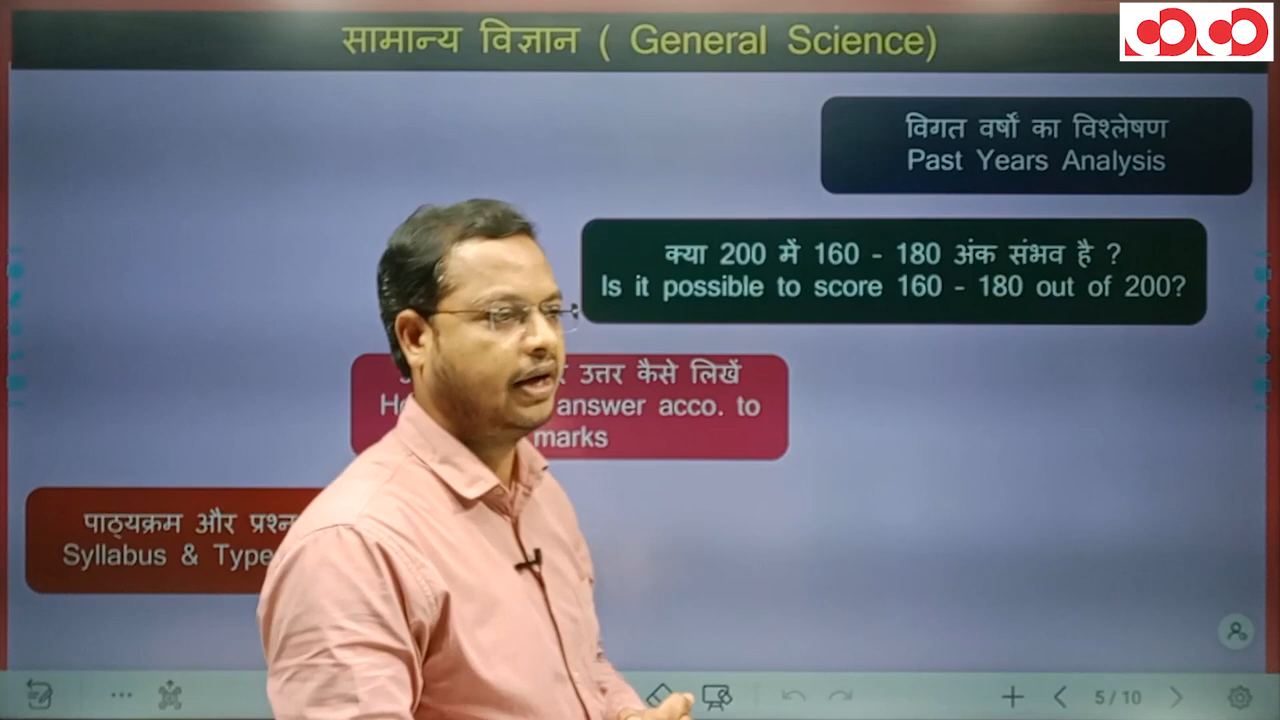 सामान्य विज्ञान ( General Science)
विगत वर्षों का विश्लेषण
Past Years Analysis
क्या 200 में 160 - 180 अंक संभव है ?
Is it possible to score 160 - 180 out of 200?
उत्तर कैसे लिखें
answer acco. to
marks
पाठ्यक्रम और
Syllabus & Type
5 / 10